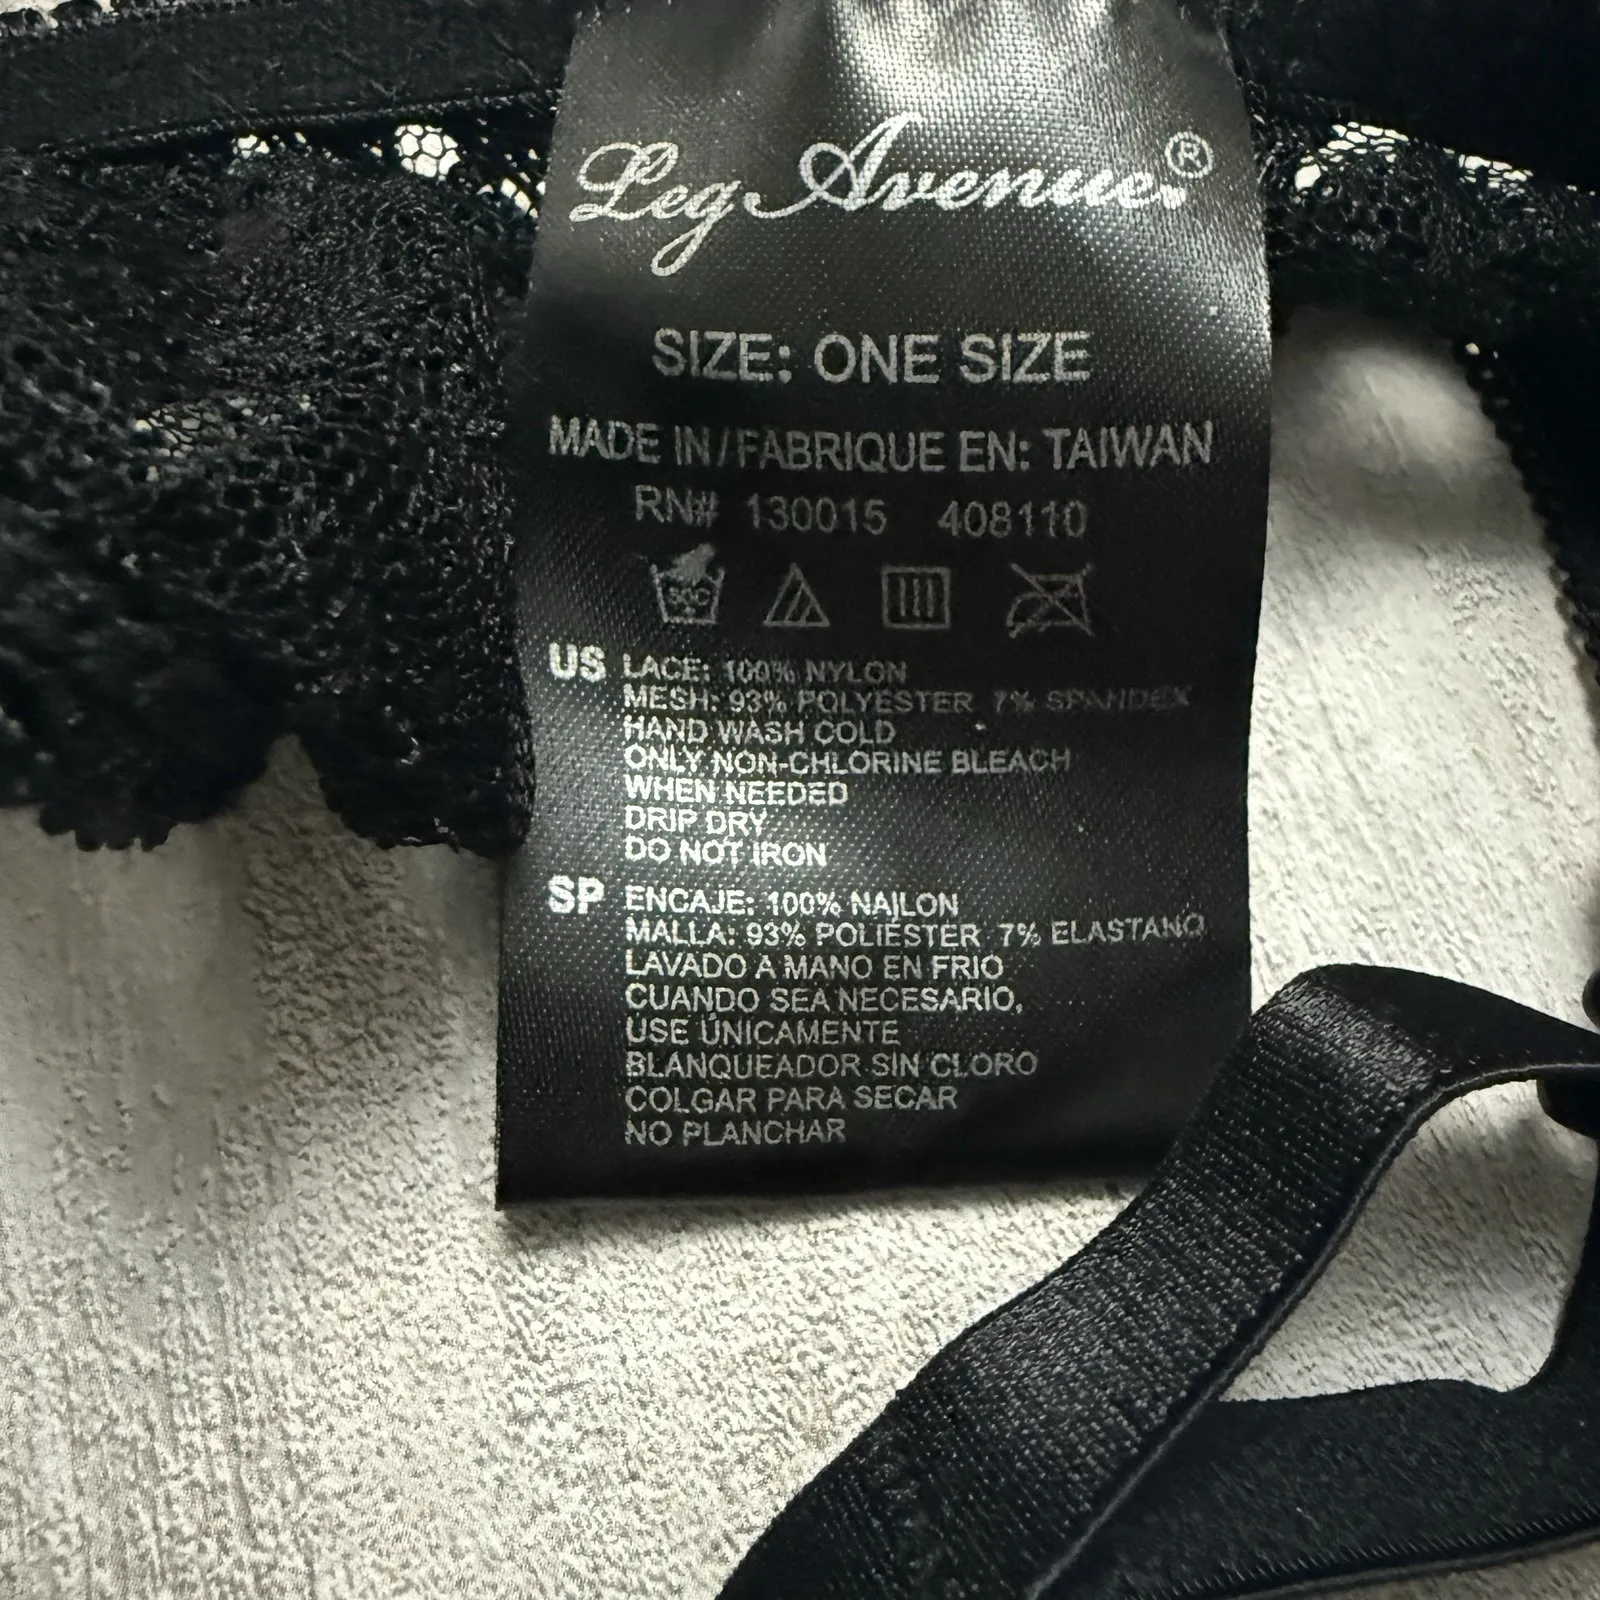 Leg Avenue®
SIZE: ONE SIZE
MADE IN/FABRIQUE EN: TAIWAN
RN# 130015 408110
US LACE: 100% NYLON
MESH: 93% POLYESTER 7% SPANDEX
HAND WASH COLD
ONLY NON-CHLORINE BLEACH
WHEN NEEDED
DRIP DRY
DO NOT IRON
SP ENCAJE: 100% NAILON
MALLA: 93% POLIESTER 7% ELASTANO
LAVADO A MANO EN FRIO
CUANDO SEA NECESARIO,
USE ÚNICAMENTE
BLANQUEADOR SIN CLORO
COLGAR PARA SECAR
NO PLANCHAR